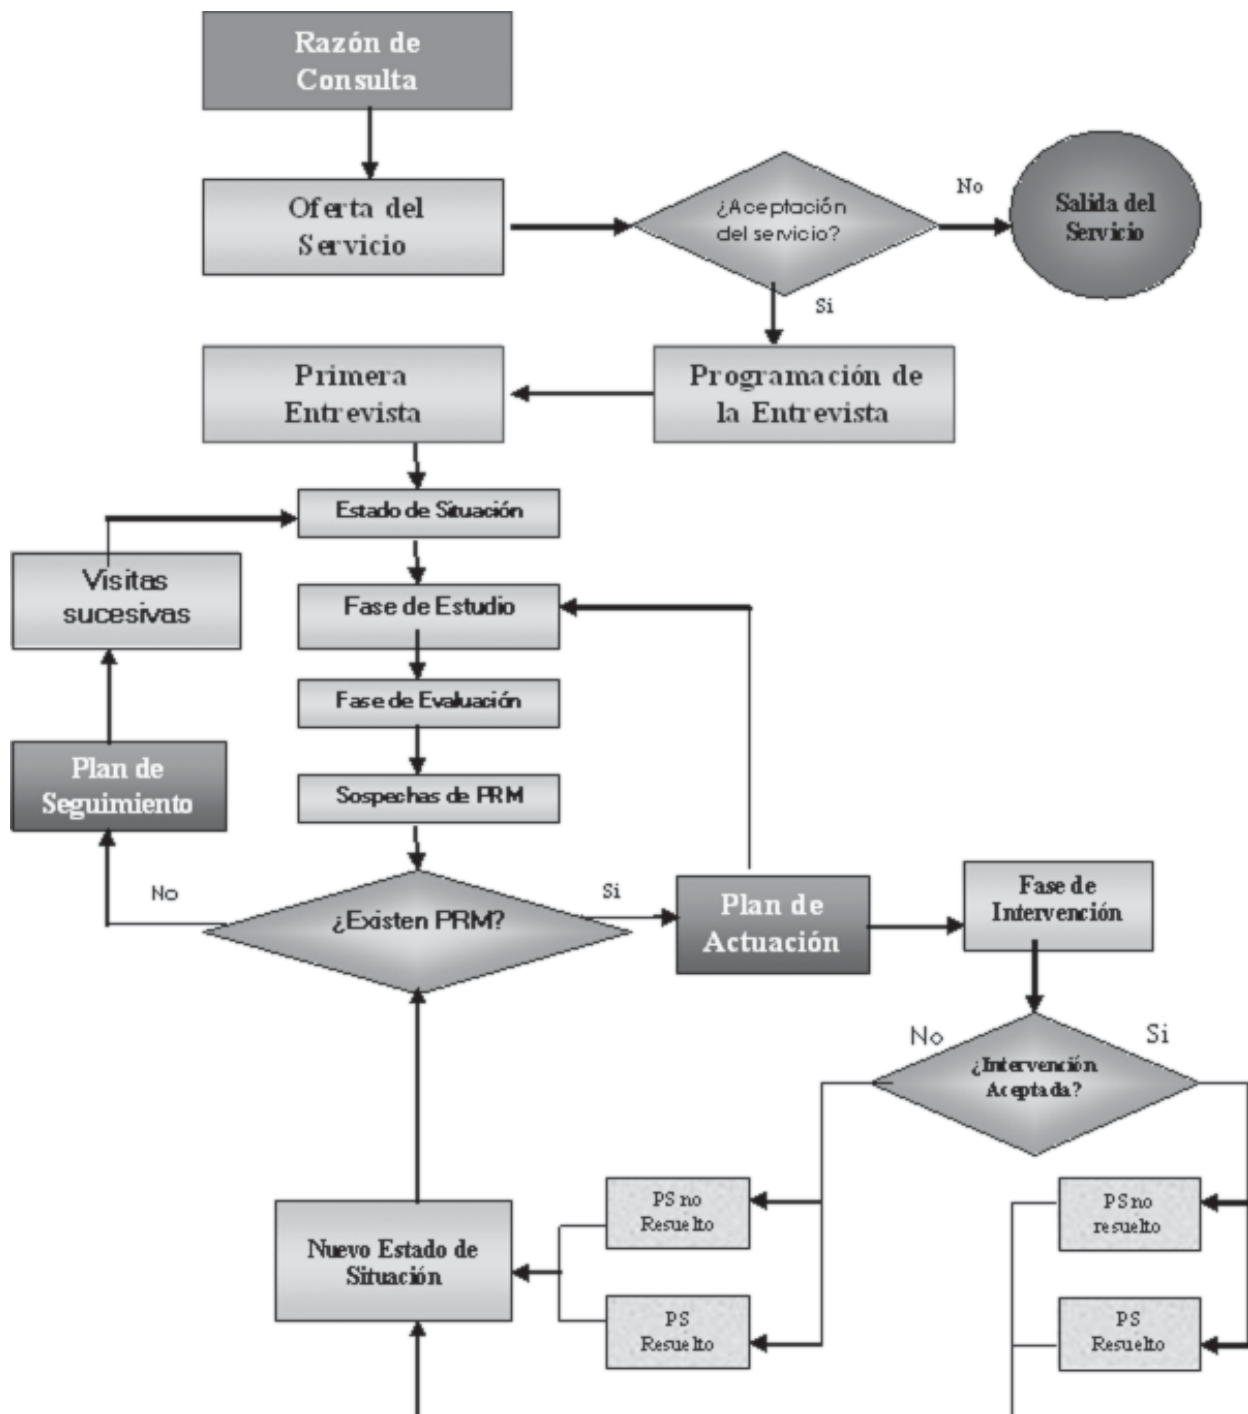 Razón de
Consulta
Oferta del
Servicio
¿Aceptación
del servicio?
No
Salida del
Servicio
Si
Primera
Entrevista
Programación de
la Entrevista
Estado de Situación
Visitas
sucesivas
Fase de Estudio
Fase de Evaluación
Plan de
Seguimiento
Sospechas de PRM
No
¿Existen PRM?
Si
Plan de
Actuación
Fase de
Intervención
No
Si
¿Intervención
Aceptada?
PS no
Resuelto
PS no
resuelto
Nuevo Estado de
Situación
PS
Resuelto
PS
Resuelto